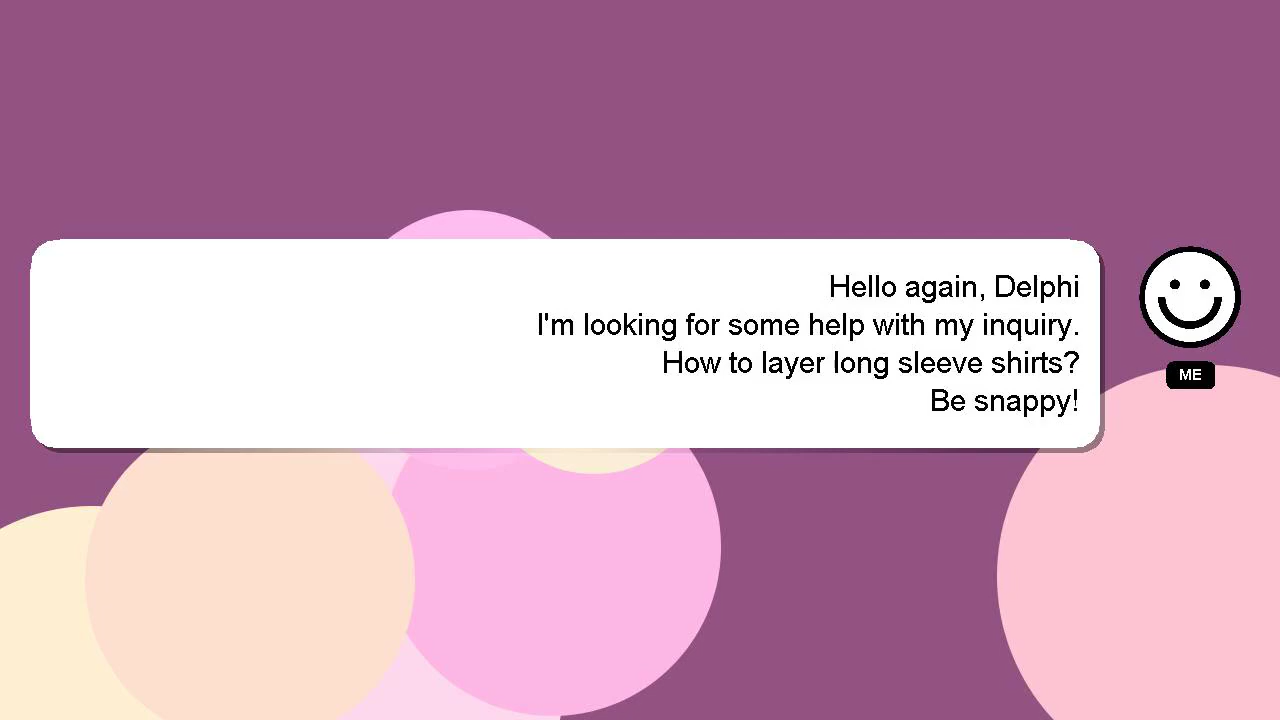 Hello again, Delphi
I'm looking for some help with my inquiry.
How to layer long sleeve shirts?
Be snappy!
ME